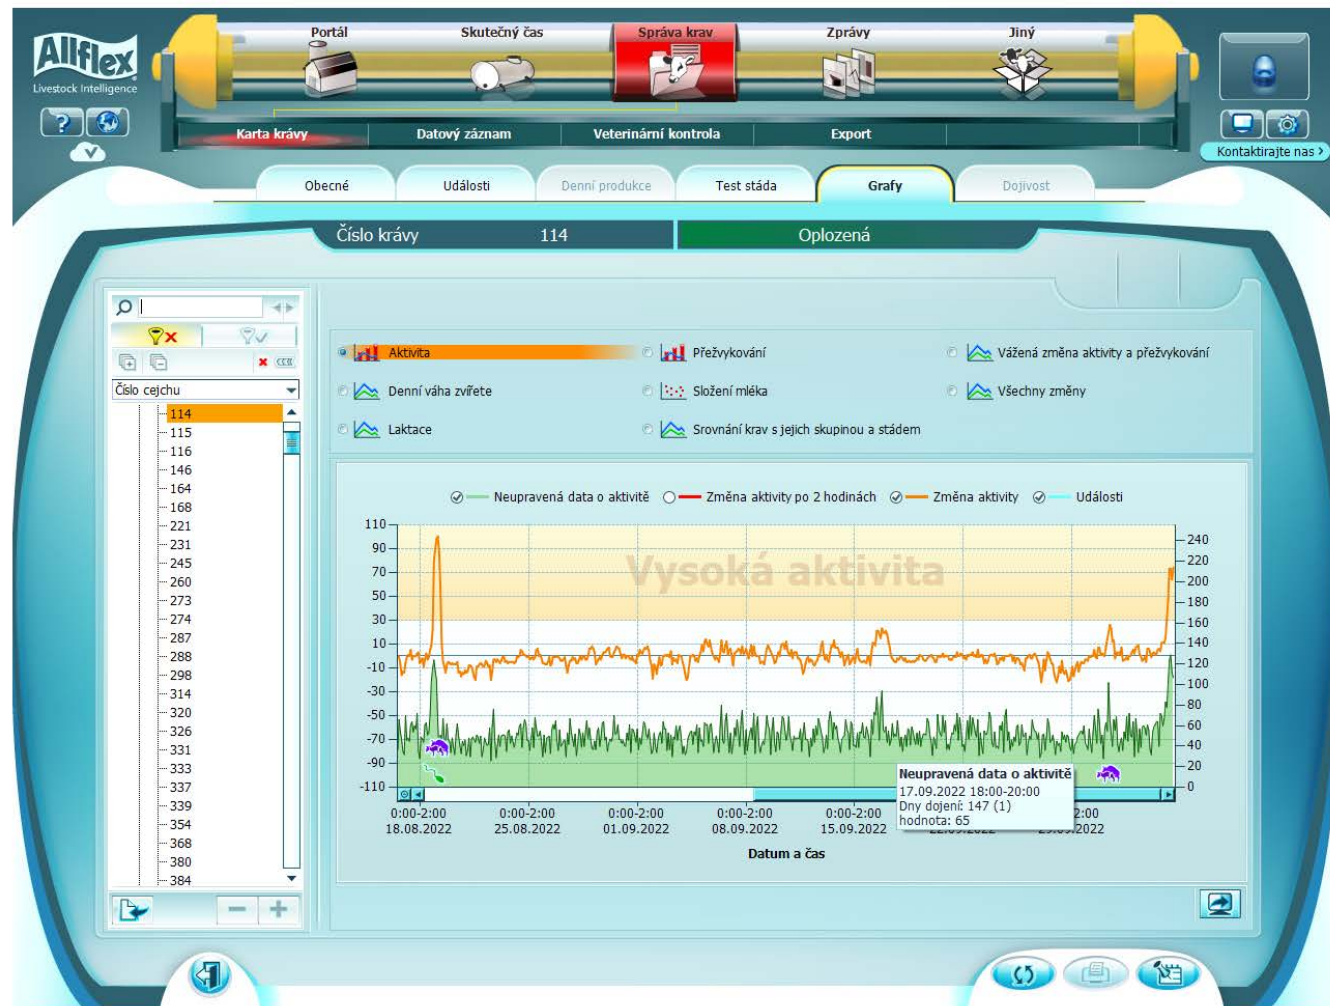 Allflex
Livestock Intelligence
Portál
Skutečný čas
Správa krav
Zprávy
Jiný
Karta krávy
Datový záznam
Veterinární kontrola
Export
Kontaktirajte nas >
Obecné
Události
Denní produkce
Test stáda
Grafy
Dojivost
Číslo krávy 114
Oplozená
Číslo cejchu
114
115
116
146
164
168
221
231
245
260
273
274
287
288
298
314
320
326
331
333
337
339
354
368
380
384
Aktivita
Přežvykování
Vážená změna aktivity a přežvykování
Denní váha zvířete
Složení mléka
Všechny změny
Laktace
Srovnání krav s jejich skupinou a stádem
Neupravená data o aktivitě
Změna aktivity po 2 hodinách
Změna aktivity
Události
Vysoká aktivita
110
90
70
50
30
10
-10
-30
-50
-70
-90
-110
240
220
200
180
160
140
120
100
80
60
40
20
0
Neupravená data o aktivitě
17.09.2022 18:00-20:00
Dny dojení: 147 (1)
hodnota: 65
0:00-2:00 0:00-2:00 0:00-2:00 0:00-2:00 0:00-2:00
18.08.2022 25.08.2022 01.09.2022 08.09.2022 15.09.2022
Datum a čas